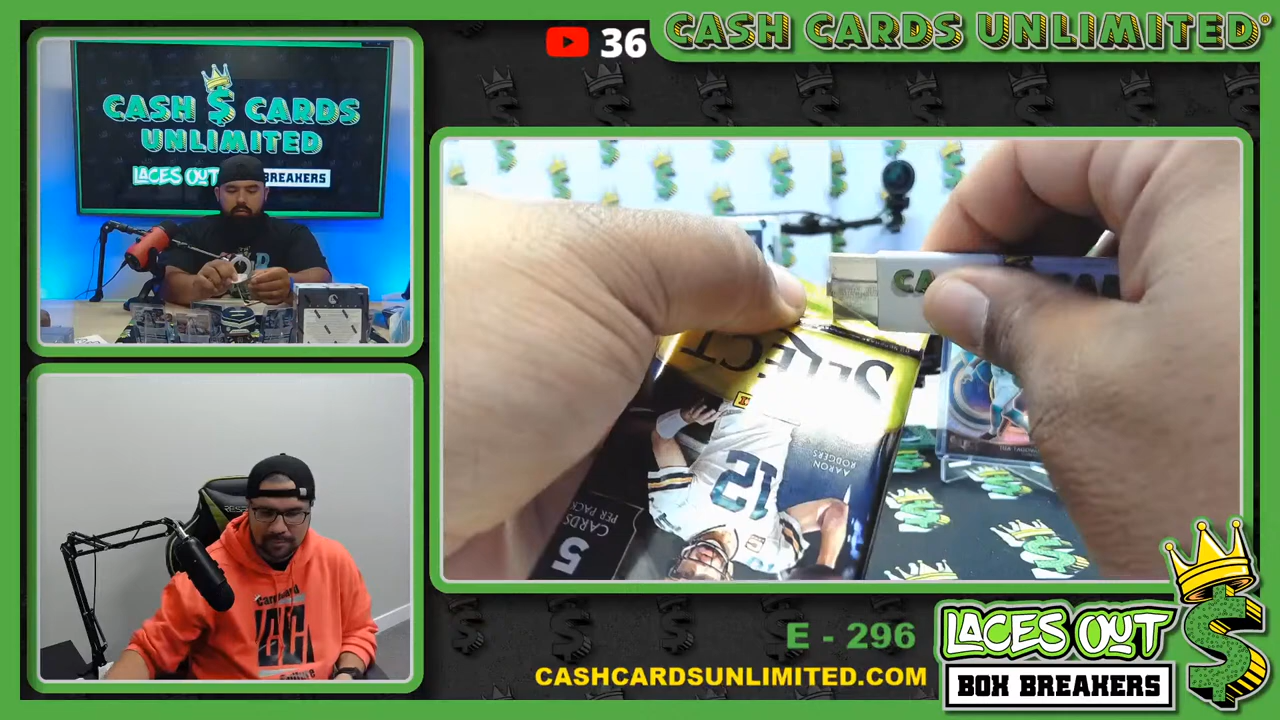 36
CASH CARDS UNLIMITED®
CASH $ CARDS
UNLIMITED
LACES OUT
BREAKERS
CA
SELECT
AARON
RODGERS
12
5
CARDS
PER PACK
E - 296
CASHCARDSUNLIMITED.COM
LACES OUT
BOX BREAKERS